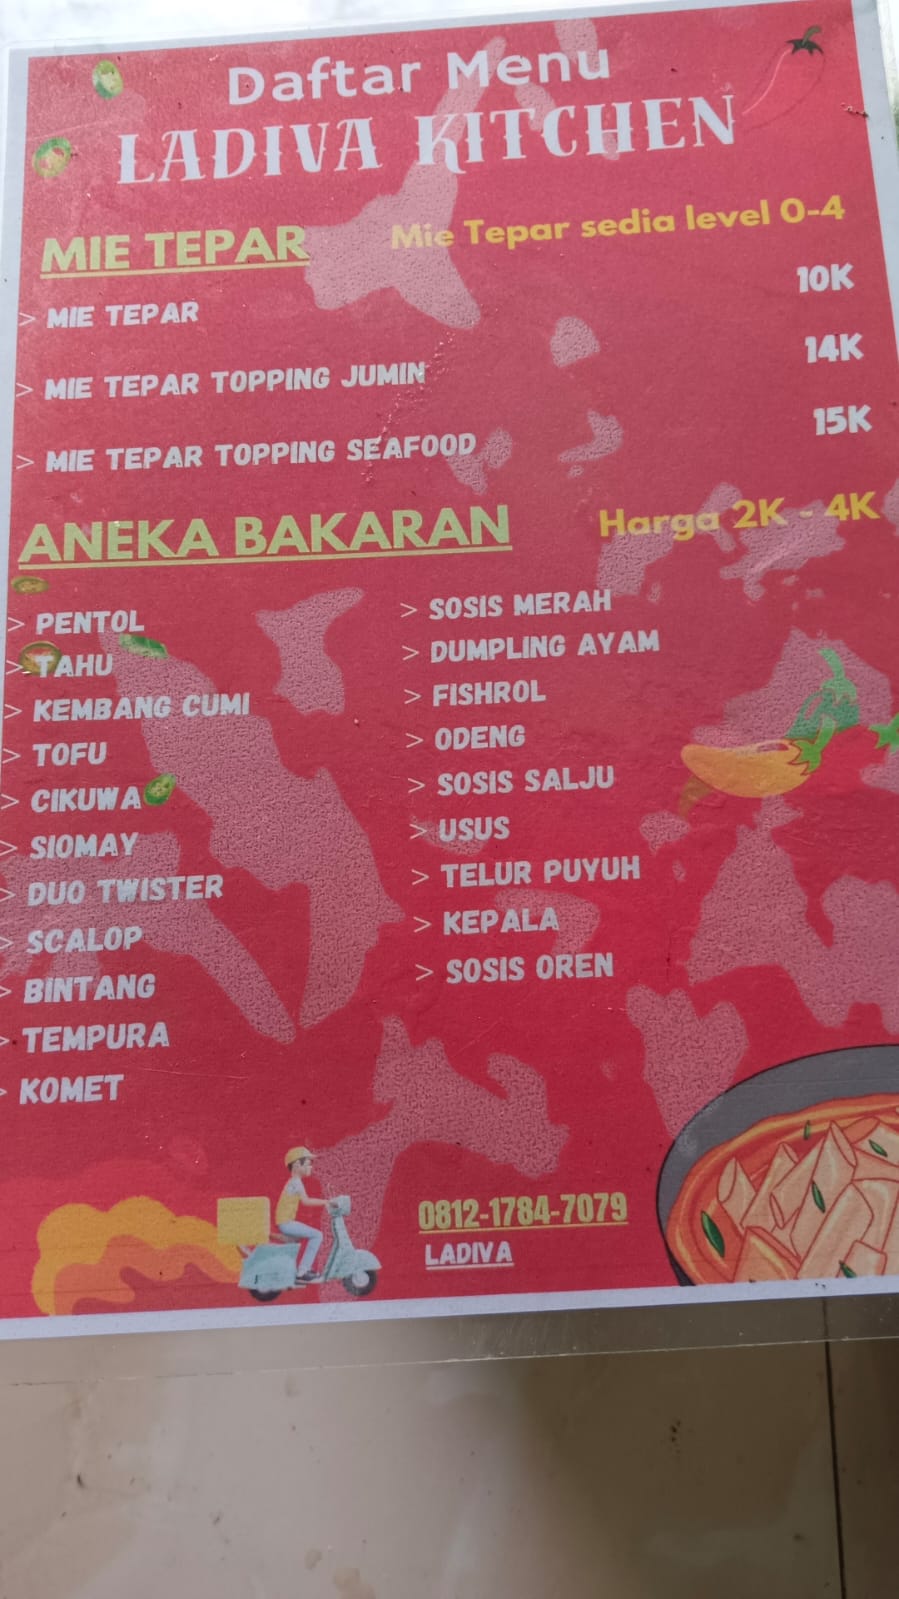 Daftar Menu
LADIVA KITCHEN
MIE TEPAR
Mie Tepar sedia level 0-4
> MIE TEPAR 10K
> MIE TEPAR TOPPING JUMIN 14K
> MIE TEPAR TOPPING SEAFOOD 15K
ANEKA BAKARAN
Harga 2K - 4K
> PENTOL
> TAHU
> KEMBANG CUMI
> TOFU
> CIKUWA
> SIOMAY
> DUO TWISTER
> SCALOP
> BINTANG
> TEMPURA
> KOMET
> SOSIS MERAH
> DUMPLING AYAM
> FISHROL
> ODENG
> SOSIS SALJU
> USUS
> TELUR PUYUH
> KEPALA
> SOSIS OREN
0812-1784-7079
LADIVA